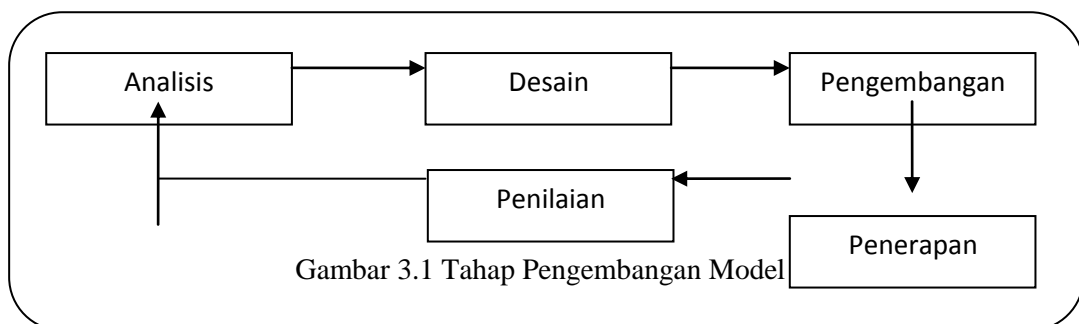 Analisis
Desain
Pengembangan
Penilaian
Penerapan
Gambar 3.1 Tahap Pengembangan Model